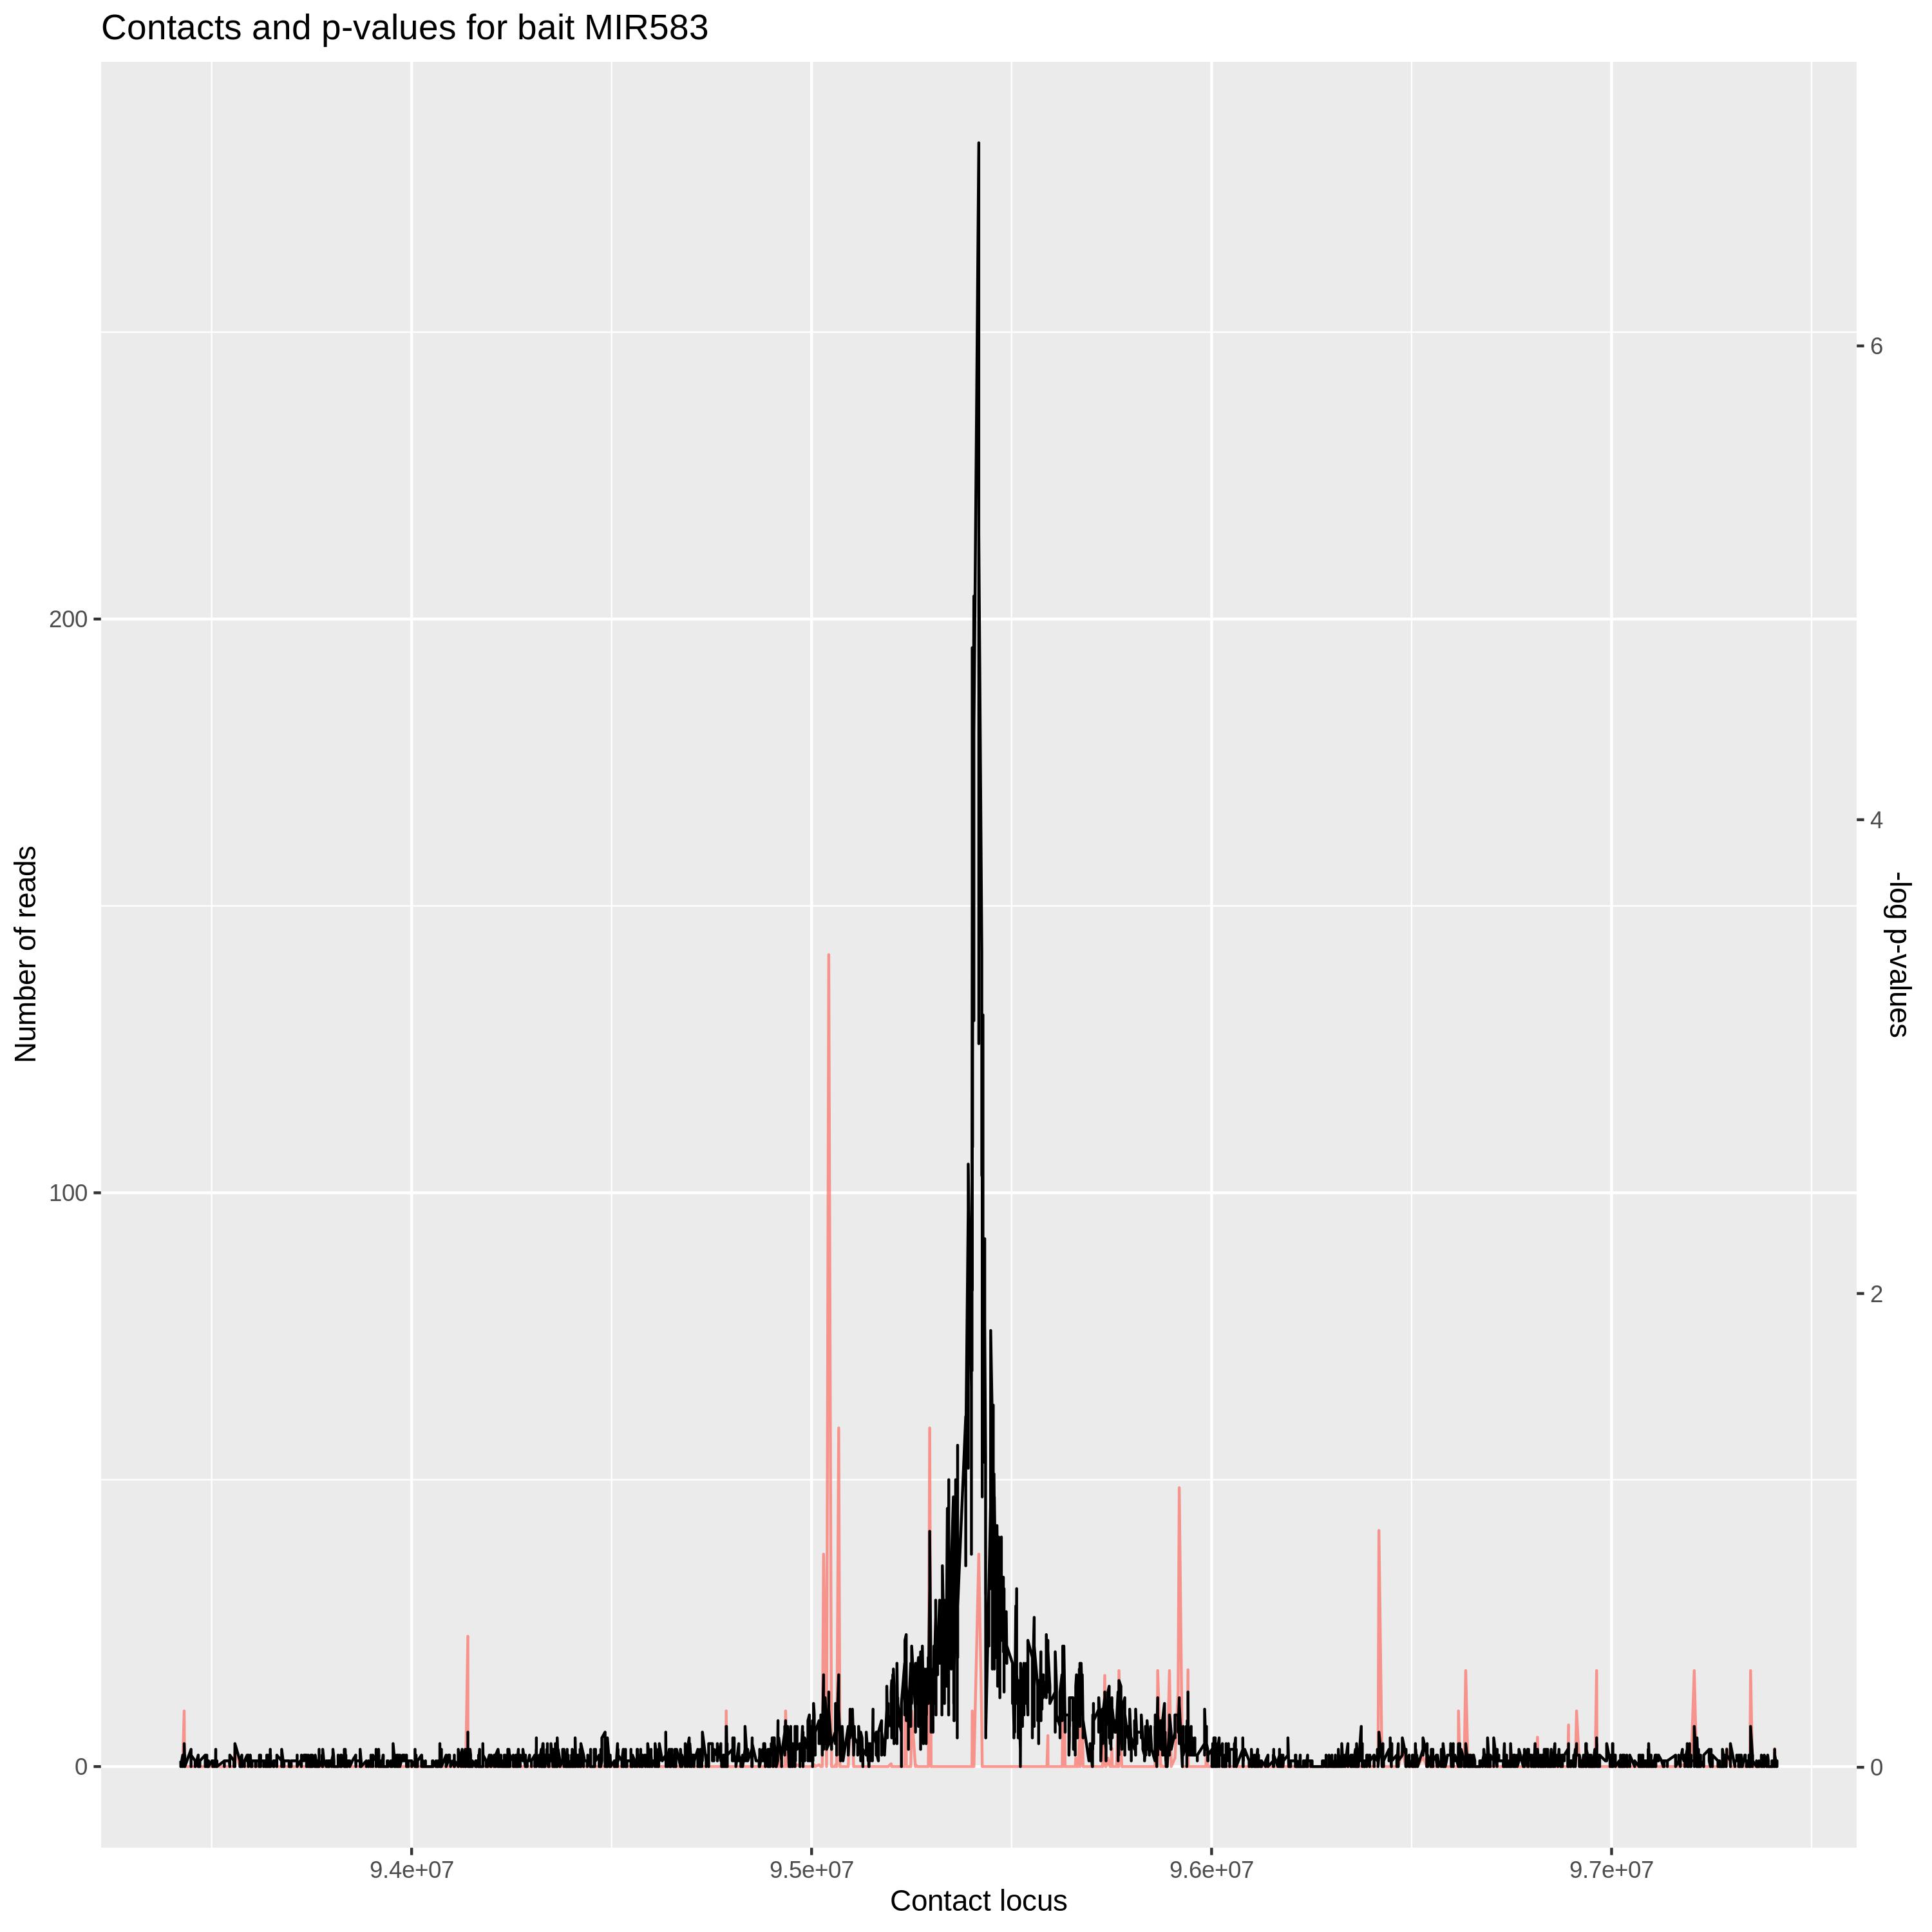 Contacts and p-values for bait MIR583
Number of reads
200
100
0
6
4
2
0
-log p-values
9.4e+07
9.5e+07
9.6e+07
9.7e+07
Contact locus